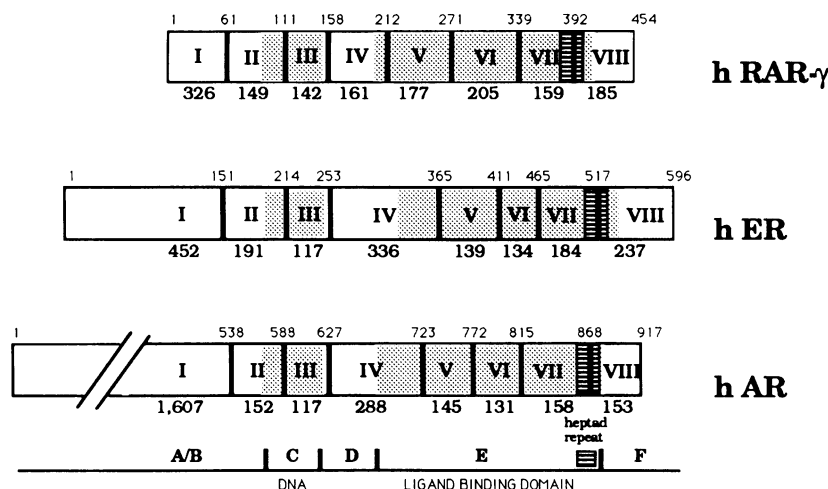 1 61 111 158 212 271 339 392 454
I II III IV V VI VII VIII
h RAR-γ
326 149 142 161 177 205 159 185
1 151 214 253 365 411 465 517 596
I II III IV V VI VII VIII
h ER
452 191 117 336 139 134 184 237
1 538 588 627 723 772 815 868 917
I II III IV V VI VII VIII
h AR
1,607 152 117 288 145 131 158 153
heptad
repeat
A/B C D E F
DNA LIGAND BINDING DOMAIN